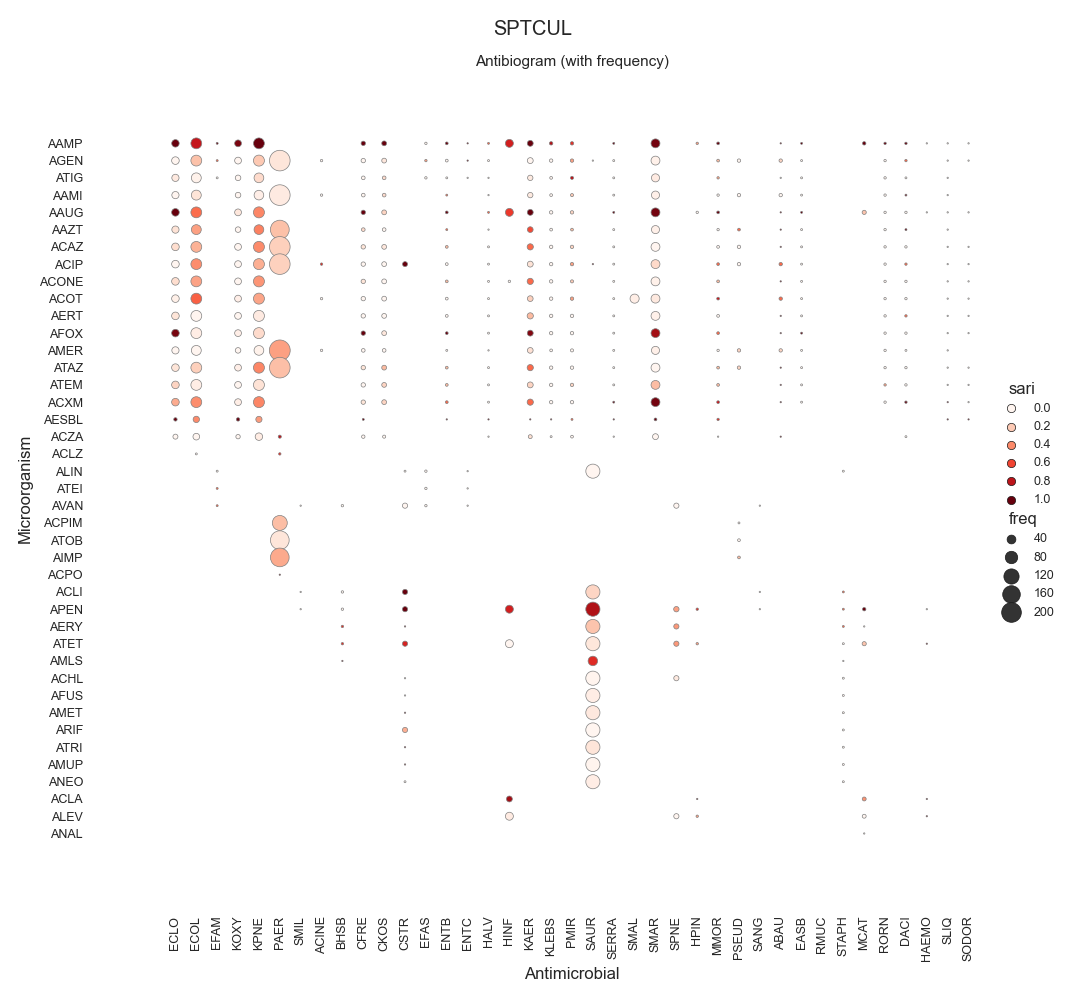 SPTCUL
Antibiogram (with frequency)
AAMP
AGEN
ATIG
AAMI
AAUG
AAZT
ACAZ
ACIP
ACONE
ACOT
AERT
AFOX
AMER
ATAZ
ATEM
ACXM
AESBL
ACZA
ACLZ
ALIN
ATEI
AVAN
ACPIM
ATOB
AIMP
ACPO
ACLI
APEN
AERY
ATET
AMLS
ACHL
AFUS
AMET
ARIF
ATRI
AMUP
ANEO
ACLA
ALEV
ANAL
Microorganism
sari
0.0
0.2
0.4
0.6
0.8
1.0
freq
40
80
120
160
200
ECLO
ECOL
EFAM
KOXY
KPNE
PAER
SMIL
ACINE
BHSB
CFRE
CKOS
CSTR
EFAS
ENTB
ENTC
HALV
HINF
KAER
KLEBS
PMIR
SAUR
SERRA
SMAL
SMAR
SPNE
HPIN
MMOR
PSEUD
SANG
ABAU
EASB
RMUC
STAPH
MCAT
RORN
DACI
HAEMO
SLIQ
SODOR
Antimicrobial